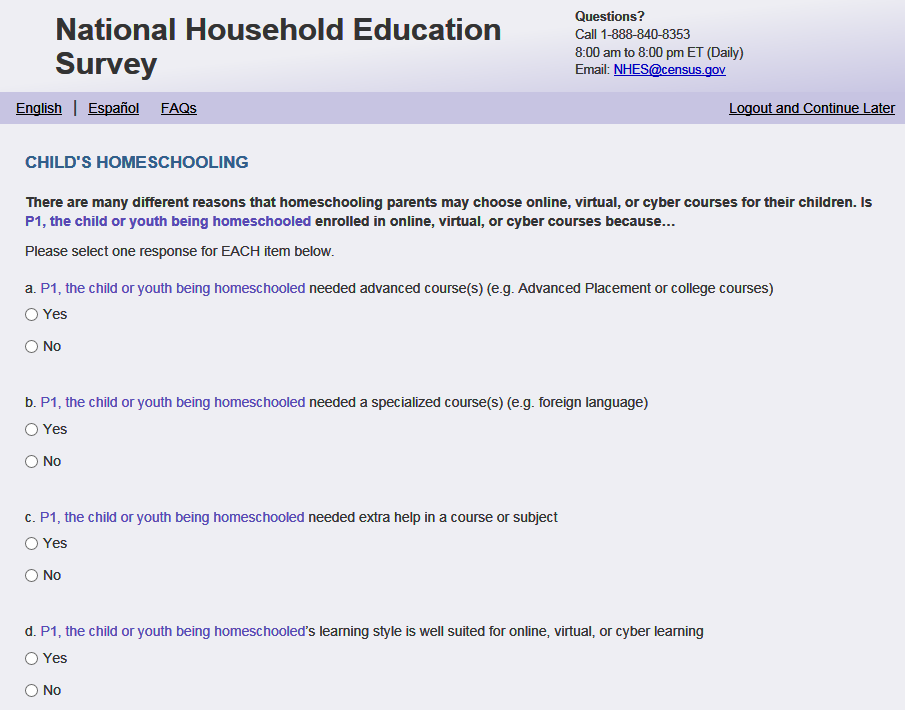 National Household Education
Survey
Questions?
Call 1-888-840-8353
8:00 am to 8:00 pm ET (Daily)
Email: NHES@census.gov
English | Español FAQs Logout and Continue Later
CHILD'S HOMESCHOOLING
There are many different reasons that homeschooling parents may choose online, virtual, or cyber courses for their children. Is
P1, the child or youth being homeschooled enrolled in online, virtual, or cyber courses because…
Please select one response for EACH item below.
a. P1, the child or youth being homeschooled needed advanced course(s) (e.g. Advanced Placement or college courses)
Yes
No
b. P1, the child or youth being homeschooled needed a specialized course(s) (e.g. foreign language)
Yes
No
c. P1, the child or youth being homeschooled needed extra help in a course or subject
Yes
No
d. P1, the child or youth being homeschooled’s learning style is well suited for online, virtual, or cyber learning
Yes
No